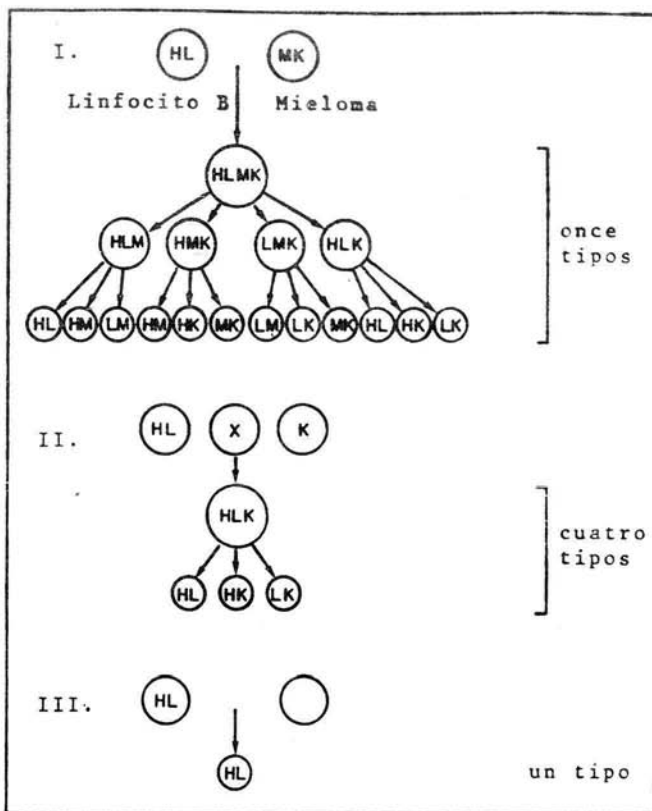 I. HL MK
Linfocito B Mieloma
HLMK
HLM HMK LMK HLK
once
tipos
HL HM LM HM HK MK LM LK MK HL HK LK
II. HL X K
HLK
cuatro
tipos
HL HK LK
III. HL
HL
un tipo